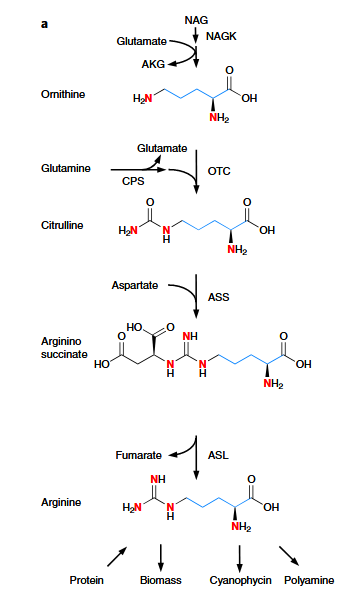 a
NAG
NAGK
Glutamate
AKG
Ornithine
H₂N
O
OH
NH₂
Glutamate
Glutamine
CPS
OTC
Citrulline
O
H₂N
N
H
O
OH
NH₂
Aspartate
ASS
Arginino
succinate
HO
O
O
HO
NH
N
H
N
H
O
OH
NH₂
Fumarate
ASL
Arginine
NH
H₂N
N
H
O
OH
NH₂
Protein Biomass Cyanophycin Polyamine